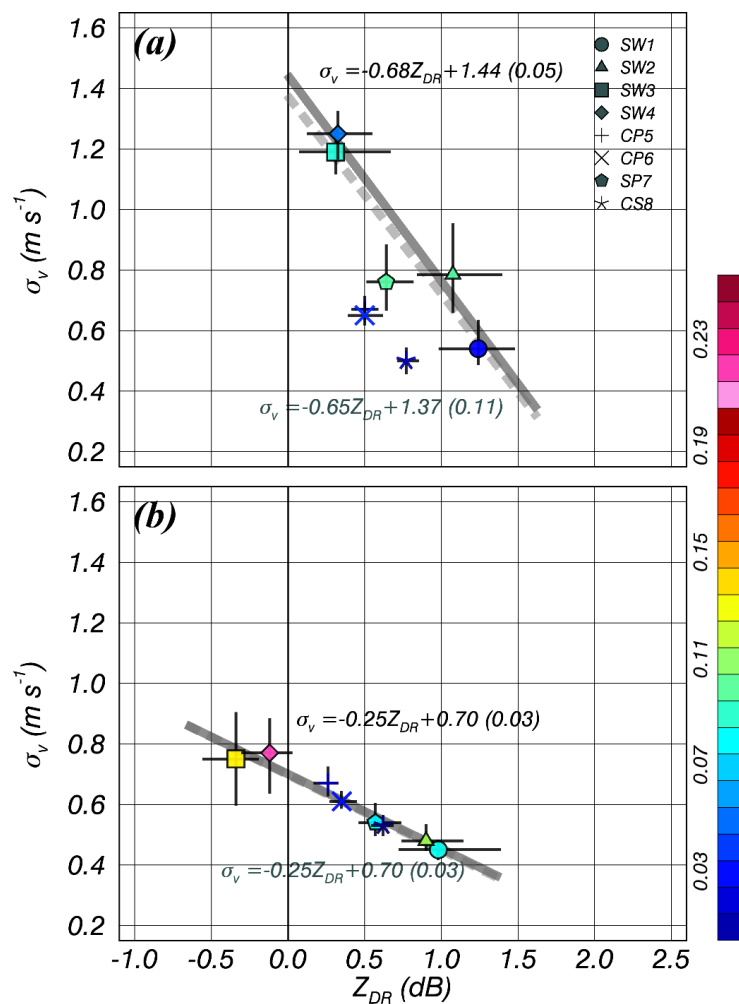 1.6
1.4
1.2
1.0
0.8
0.6
0.4
0.2
σv (m s-1)
(a)
σv =-0.68ZDR+1.44 (0.05)
σv =-0.65ZDR+1.37 (0.11)
SW1
SW2
SW3
SW4
CP5
CP6
SP7
CS8
1.6
1.4
1.2
1.0
0.8
0.6
0.4
0.2
σv (m s-1)
(b)
σv =-0.25ZDR+0.70 (0.03)
σv =-0.25ZDR+0.70 (0.03)
-1.0 -0.5 0.0 0.5 1.0 1.5 2.0 2.5
ZDR (dB)
0.23
0.19
0.15
0.11
0.07
0.03